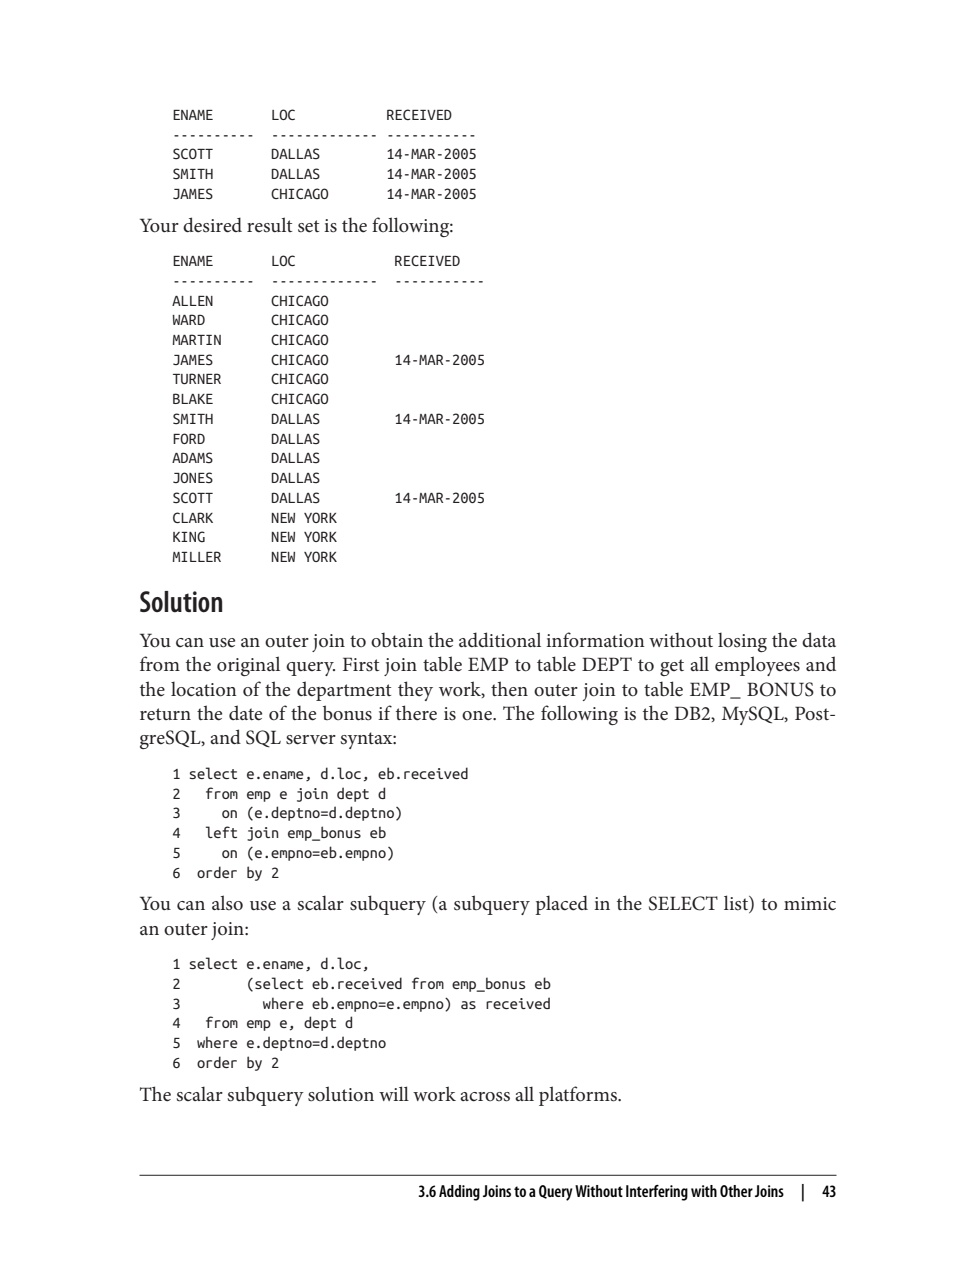 ENAME       LOC           RECEIVED
---------- ------------- -----------
SCOTT       DALLAS        14-MAR-2005
SMITH       DALLAS        14-MAR-2005
JAMES       CHICAGO       14-MAR-2005
Your desired result set is the following:
ENAME       LOC            RECEIVED
---------- ------------- -----------
ALLEN       CHICAGO
WARD        CHICAGO
MARTIN      CHICAGO
JAMES       CHICAGO        14-MAR-2005
TURNER      CHICAGO
BLAKE       CHICAGO
SMITH       DALLAS         14-MAR-2005
FORD        DALLAS
ADAMS       DALLAS
JONES       DALLAS
SCOTT       DALLAS         14-MAR-2005
CLARK       NEW YORK
KING        NEW YORK
MILLER      NEW YORK
Solution
You can use an outer join to obtain the additional information without losing the data
from the original query. First join table EMP to table DEPT to get all employees and
the location of the department they work, then outer join to table EMP_ BONUS to
return the date of the bonus if there is one. The following is the DB2, MySQL, Post-
greSQL, and SQL server syntax:
1 select e.ename, d.loc, eb.received
2   from emp e join dept d
3     on (e.deptno=d.deptno)
4   left join emp_bonus eb
5     on (e.empno=eb.empno)
6  order by 2
You can also use a scalar subquery (a subquery placed in the SELECT list) to mimic
an outer join:
1 select e.ename, d.loc,
2        (select eb.received from emp_bonus eb
3          where eb.empno=e.empno) as received
4   from emp e, dept d
5  where e.deptno=d.deptno
6  order by 2
The scalar subquery solution will work across all platforms.
3.6 Adding Joins to a Query Without Interfering with Other Joins | 43